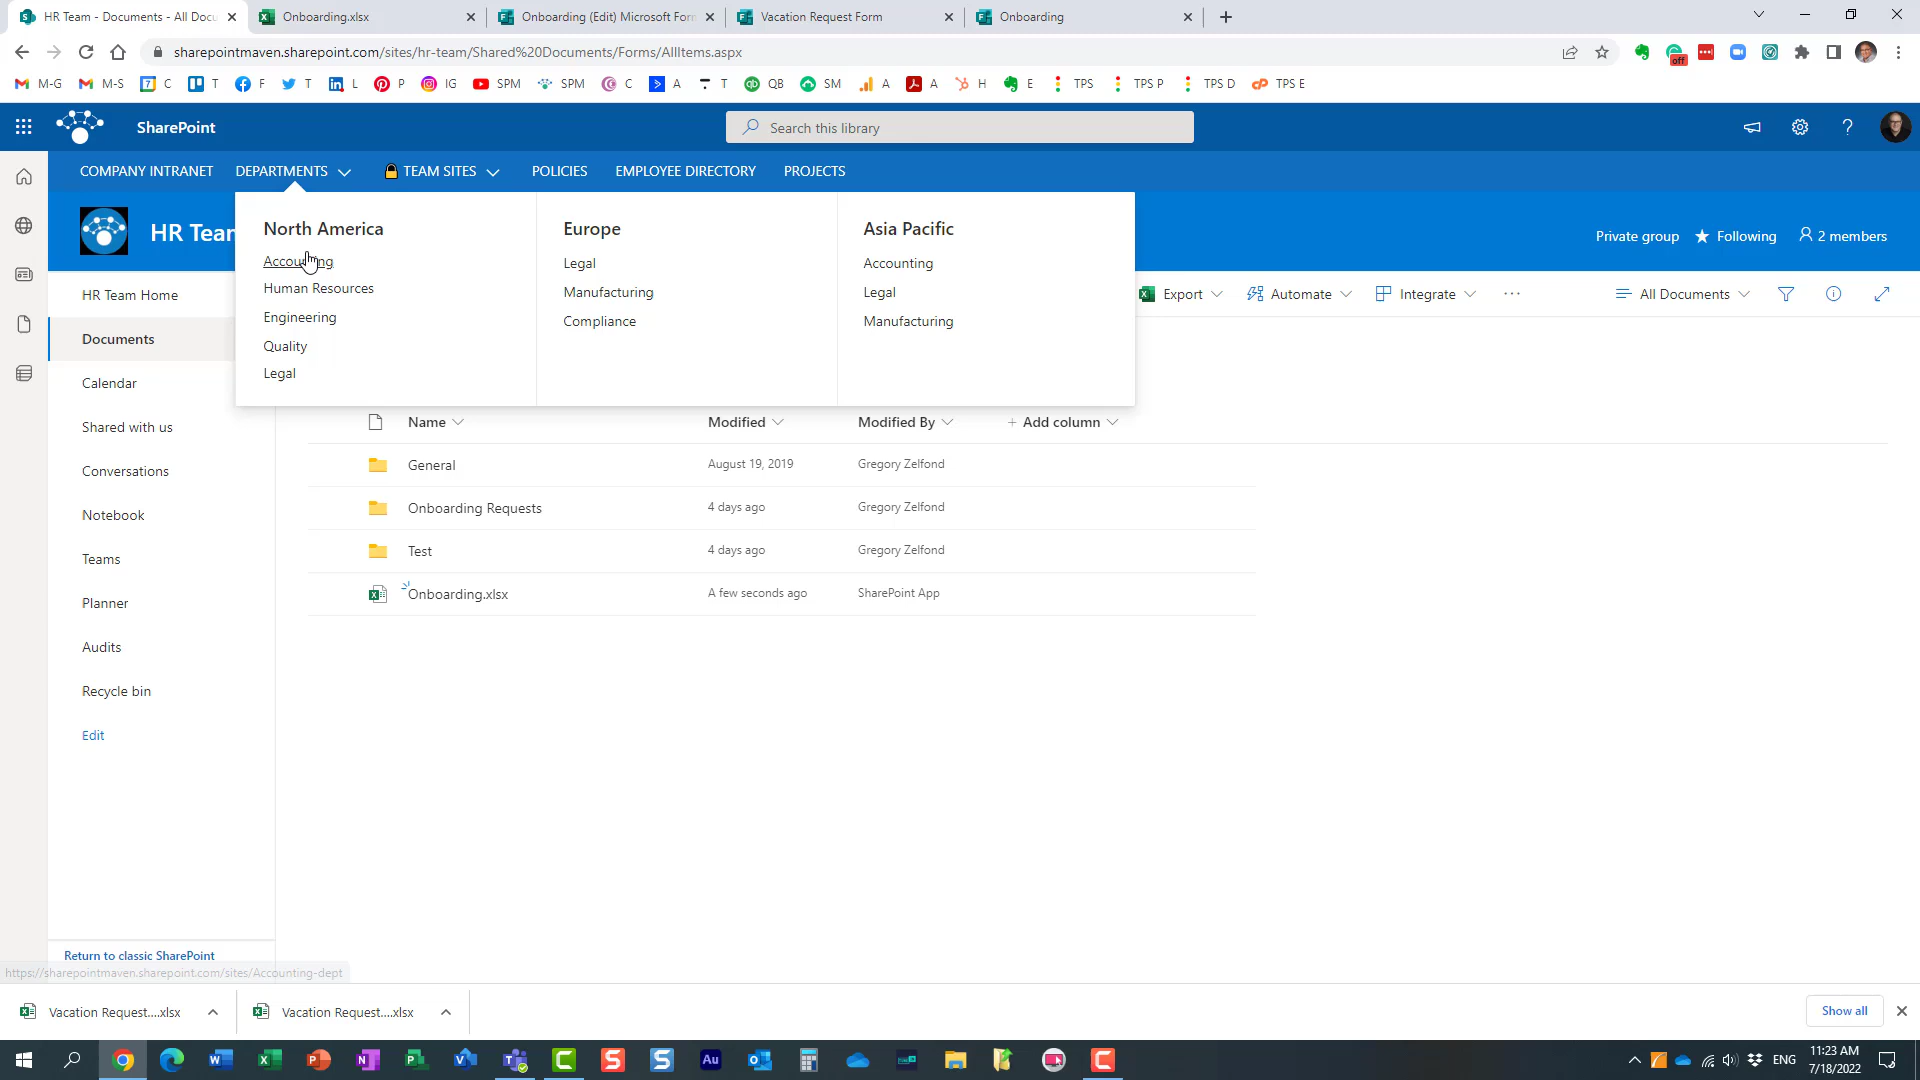 HR Team - Documents - All Docu
Onboarding.xlsx
Onboarding (Edit) Microsoft For
Vacation Request Form
Onboarding
sharepointmaven.sharepoint.com/sites/hr-team/Shared%20Documents/Forms/AllItems.aspx
off
M-G
M-S
7
C
T
F
T
L
P
IG
SPM
SPM
C
A
T
QB
SM
A
A
H
E
TPS
TPS P
TPS D
TPS E
SharePoint
Search this library
COMPANY INTRANET
DEPARTMENTS
TEAM SITES
POLICIES
EMPLOYEE DIRECTORY
PROJECTS
HR Tear
Private group
Following
2 members
North America
Accounting
Human Resources
Engineering
Quality
Legal
Europe
Legal
Manufacturing
Compliance
Asia Pacific
Accounting
Legal
Manufacturing
HR Team Home
Documents
Calendar
Shared with us
Conversations
Notebook
Teams
Planner
Audits
Recycle bin
Edit
Return to classic SharePoint
Export
Automate
Integrate
All Documents
Name
Modified
Modified By
+ Add column
General
August 19, 2019
Gregory Zelfond
Onboarding Requests
4 days ago
Gregory Zelfond
Test
4 days ago
Gregory Zelfond
Onboarding.xlsx
A few seconds ago
SharePoint App
https://sharepointmaven.sharepoint.com/sites/Accounting-dept
Vacation Request....xlsx
Vacation Request....xlsx
Show all
Au
ENG
11:23 AM
7/18/2022